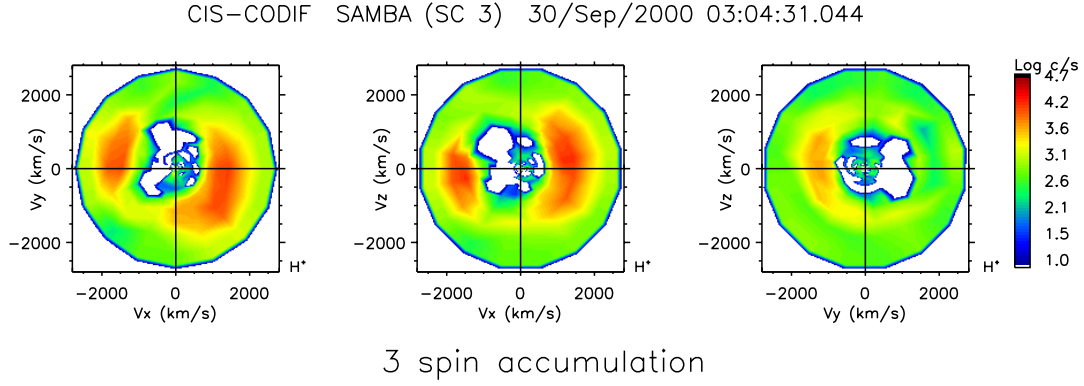 CIS-CODIF SAMBA (SC 3) 30/Sep/2000 03:04:31.044
Log c/s
4.7
4.2
3.6
3.1
2.6
2.1
1.5
1.0
Vy (km/s)
2000
0
-2000
-2000 0 2000
Vx (km/s)
H+
Vz (km/s)
2000
0
-2000
-2000 0 2000
Vx (km/s)
H+
Vz (km/s)
2000
0
-2000
-2000 0 2000
Vy (km/s)
H+
3 spin accumulation